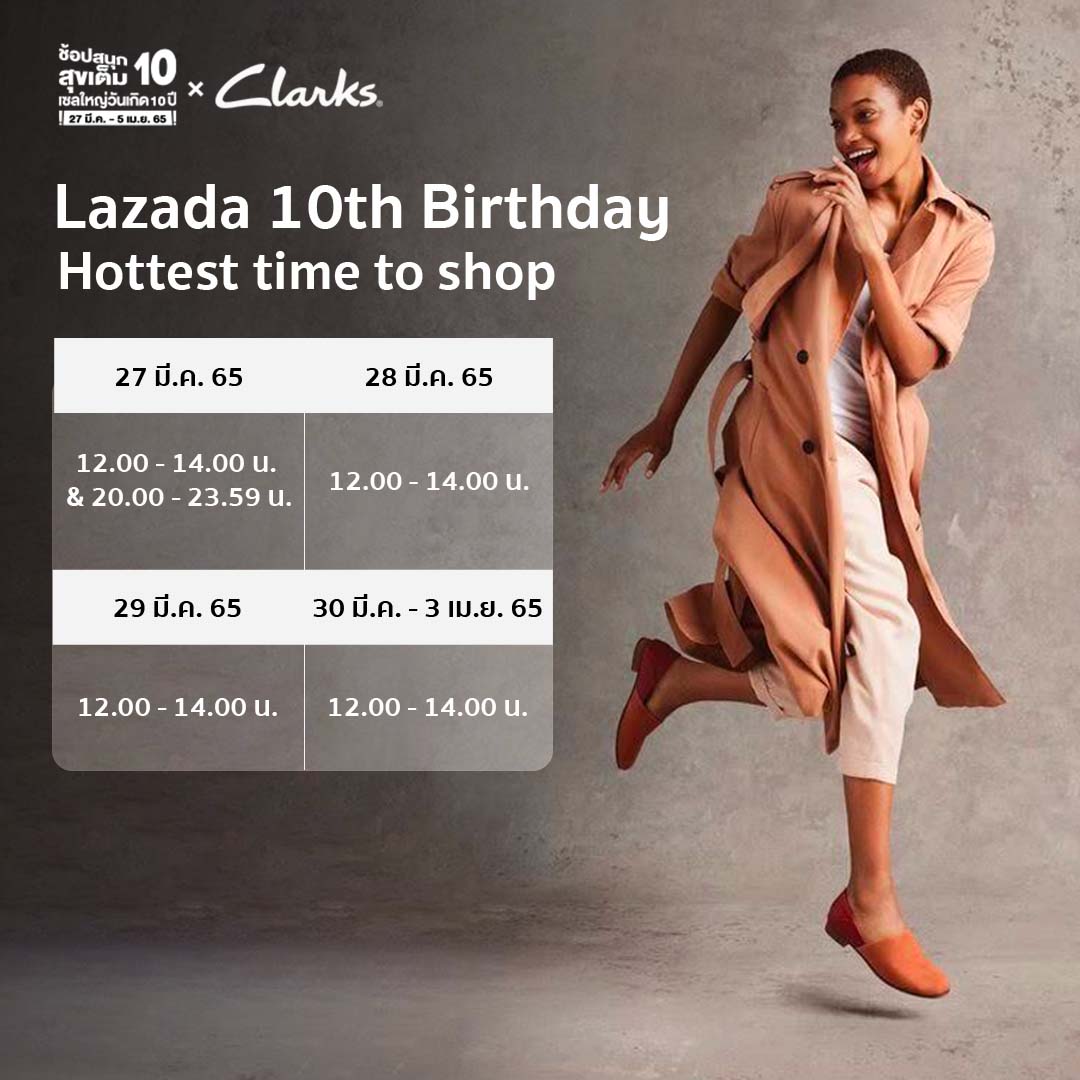 ช้อปสนุก
สุขเต็ม 10
เซลใหญ่วันเกิด 10 ปี
27 มี.ค. - 5 เม.ย. 65
× Clarks®
Lazada 10th Birthday
Hottest time to shop
27 มี.ค. 65
28 มี.ค. 65
12.00 - 14.00 น.
& 20.00 - 23.59 น.
12.00 - 14.00 น.
29 มี.ค. 65
30 มี.ค. - 3 เม.ย. 65
12.00 - 14.00 น.
12.00 - 14.00 น.